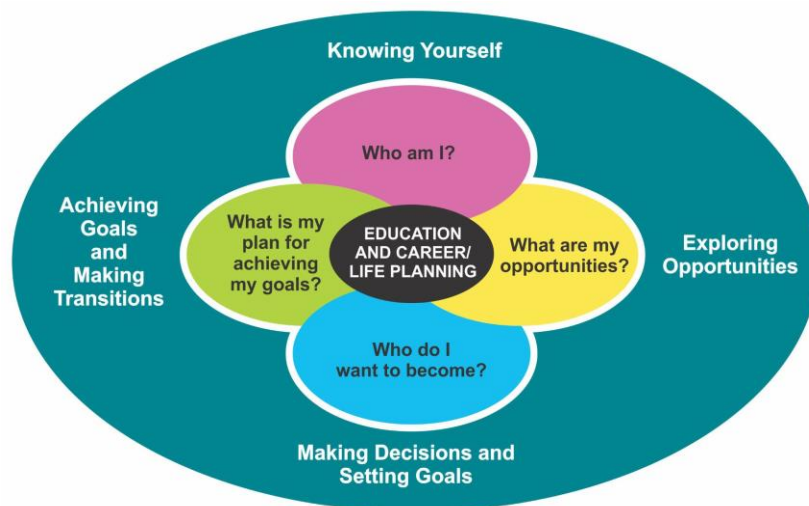 Knowing Yourself
Who am I?
Achieving
Goals
and
Making
Transitions
What is my
plan for
achieving
my goals?
EDUCATION
AND CAREER/
LIFE PLANNING
What are my
opportunities?
Exploring
Opportunities
Who do I
want to become?
Making Decisions and
Setting Goals